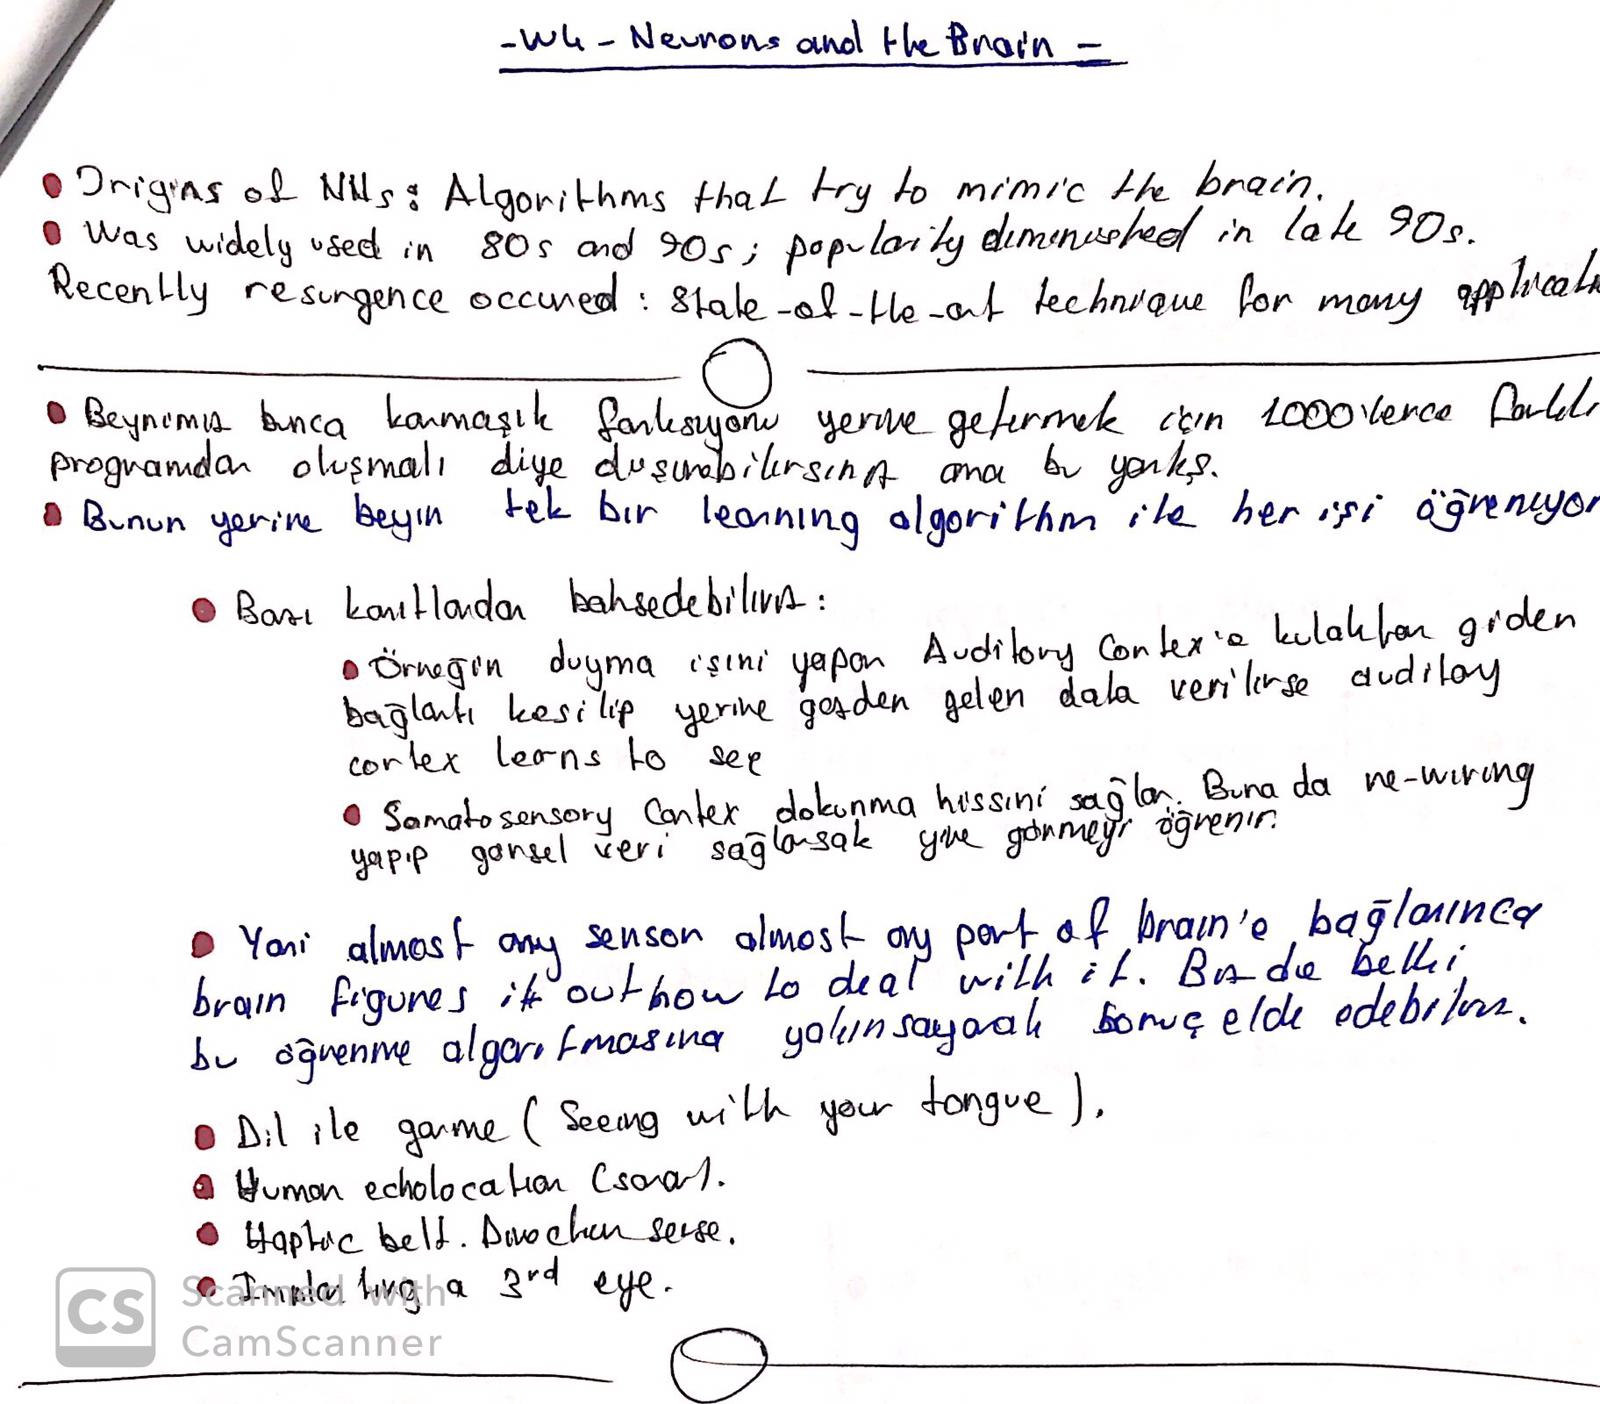 -W4 - Neurons and the Brain -
Origins of NNs: Algorithms that try to mimic the brain.
Was widely used in 80s and 90s; popularity diminished in late 90s.
Recently resurgence occured: State-of-the-art technique for many applicati
Beynimiz bunca karmaşık fonksiyonu yerine getirmek için 1000'lerce farklı
programdan oluşmalı diye düşünebilirsiniz ama bu yanlış.
Bunun yerine beyin tek bir learning algorithm ile her işi öğreniyor
Bazı kanıtlardan bahsedebiliriz:
Örneğin duyma işini yapan Auditory Cortex'e kulaktan giden
bağlantı kesilip yerine gözden gelen data verilirse auditory
cortex learns to see
Somatosensory Cortex dokunma hissini sağlar. Buna da re-wiring
yapıp görsel veri sağlarsak yine görmeyi öğrenir.
Yani almost any sensor almost any part of brain'e bağlanınca
brain figures it out how to deal with it. Biz de belki
bu öğrenme algoritmasına yakınsayarak sonuç elde edebiliriz.
Dil ile görme (Seeing with your tongue).
Human echolocation (sonar).
Haptic belt. Direction sense.
Implanting a 3rd eye.
CS Scanned with
CamScanner